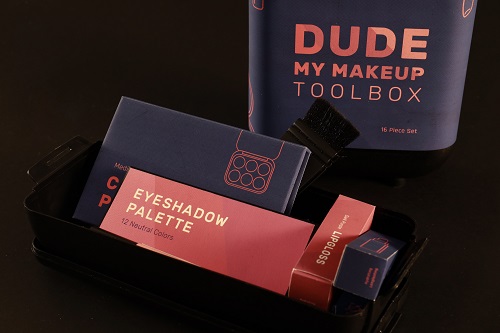 DUDE
MY MAKEUP
TOOLBOX
16 Piece Set
EYESHADOW
PALETTE
12 Neutral Colors
LIPGLOSS